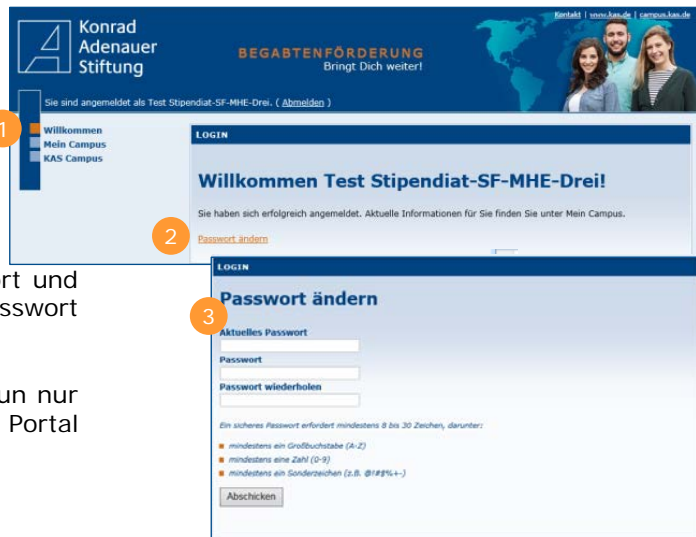 Kontakt | www.kas.de | campus.kas.de
Konrad
Adenauer
Stiftung
BEGABTENFÖRDERUNG
Bringt Dich weiter!
Sie sind angemeldet als Test Stipendiat-SF-MHE-Drei. ( Abmelden )
1
Willkommen
Mein Campus
KAS Campus
LOGIN
Willkommen Test Stipendiat-SF-MHE-Drei!
Sie haben sich erfolgreich angemeldet. Aktuelle Informationen für Sie finden Sie unter Mein Campus.
2
Passwort ändern
rt und
sswort
un nur
Portal
LOGIN
Passwort ändern
3
Aktuelles Passwort
Passwort
Passwort wiederholen
Ein sicheres Passwort erfordert mindestens 8 bis 30 Zeichen, darunter:
mindestens ein Großbuchstabe (A-Z)
mindestens eine Zahl (0-9)
mindestens ein Sonderzeichen (z.B. @!#$%+-)
Abschicken